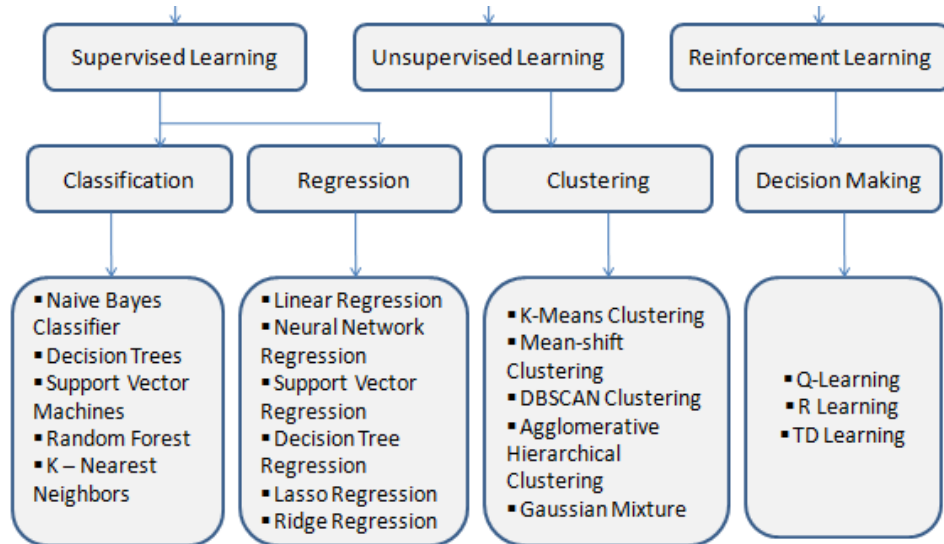 Supervised Learning
Unsupervised Learning
Reinforcement Learning
Classification
Regression
Clustering
Decision Making
▪ Naive Bayes
Classifier
▪ Decision Trees
▪ Support Vector
Machines
▪ Random Forest
▪ K – Nearest
Neighbors
▪ Linear Regression
▪ Neural Network
Regression
▪ Support Vector
Regression
▪ Decision Tree
Regression
▪ Lasso Regression
▪ Ridge Regression
▪ K-Means Clustering
▪ Mean-shift
Clustering
▪ DBSCAN Clustering
▪ Agglomerative
Hierarchical
Clustering
▪ Gaussian Mixture
▪ Q-Learning
▪ R Learning
▪ TD Learning